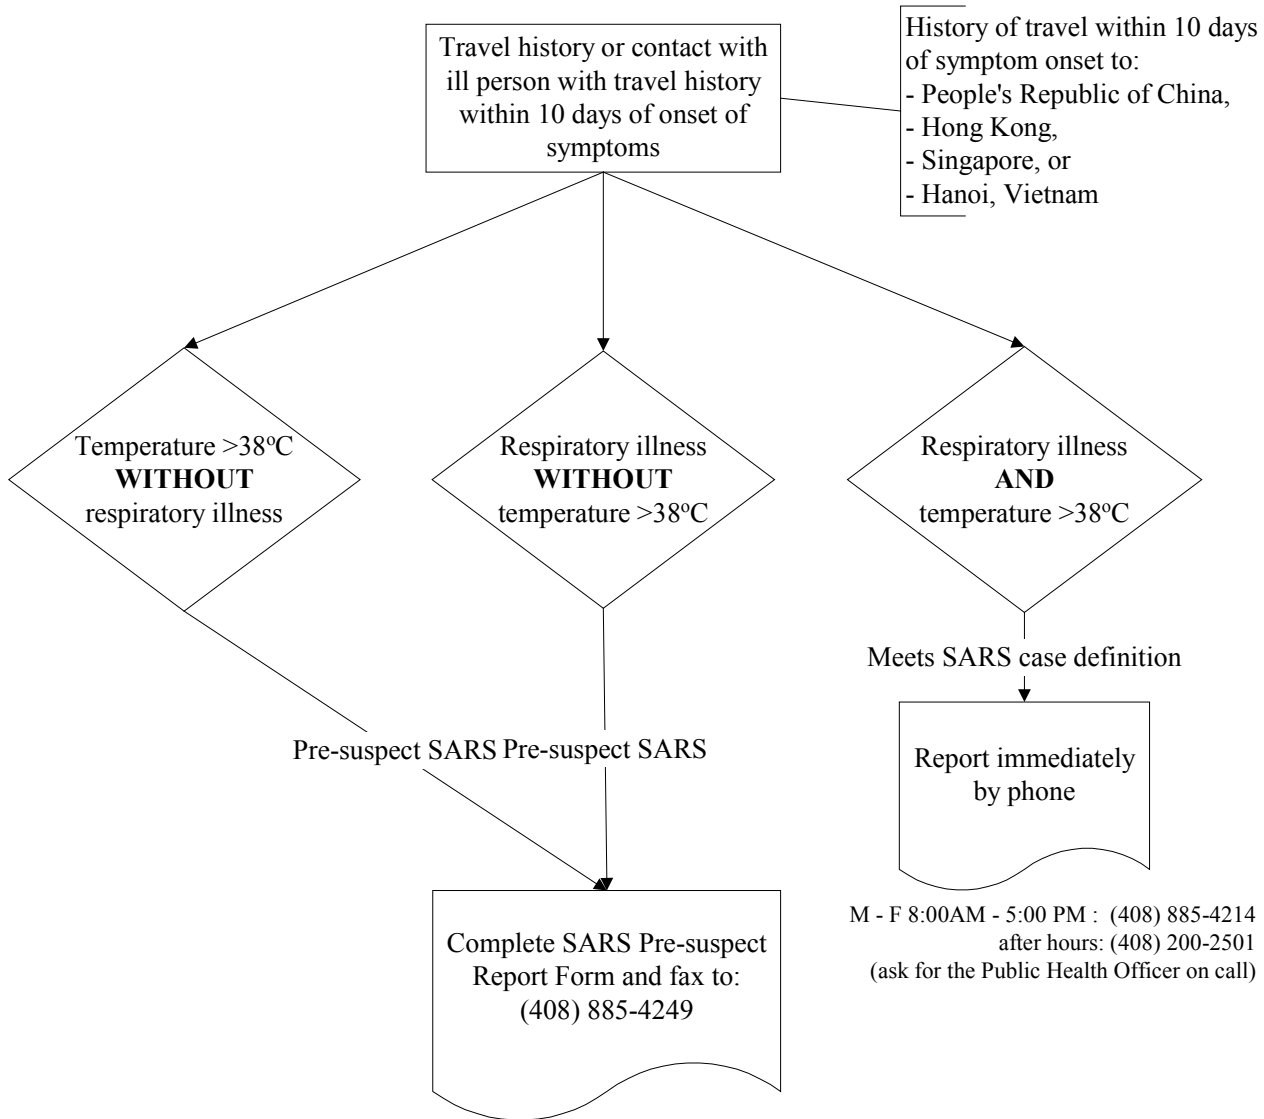 Travel history or contact with
ill person with travel history
within 10 days of onset of
symptoms
History of travel within 10 days
of symptom onset to:
- People's Republic of China,
- Hong Kong,
- Singapore, or
- Hanoi, Vietnam
Temperature >38ºC
WITHOUT
respiratory illness
Respiratory illness
WITHOUT
temperature >38ºC
Respiratory illness
AND
temperature >38ºC
Meets SARS case definition
Pre-suspect SARS
Pre-suspect SARS
Report immediately
by phone
M - F 8:00AM - 5:00 PM :  (408) 885-4214
after hours: (408) 200-2501
(ask for the Public Health Officer on call)
Complete SARS Pre-suspect
Report Form and fax to:
(408) 885-4249